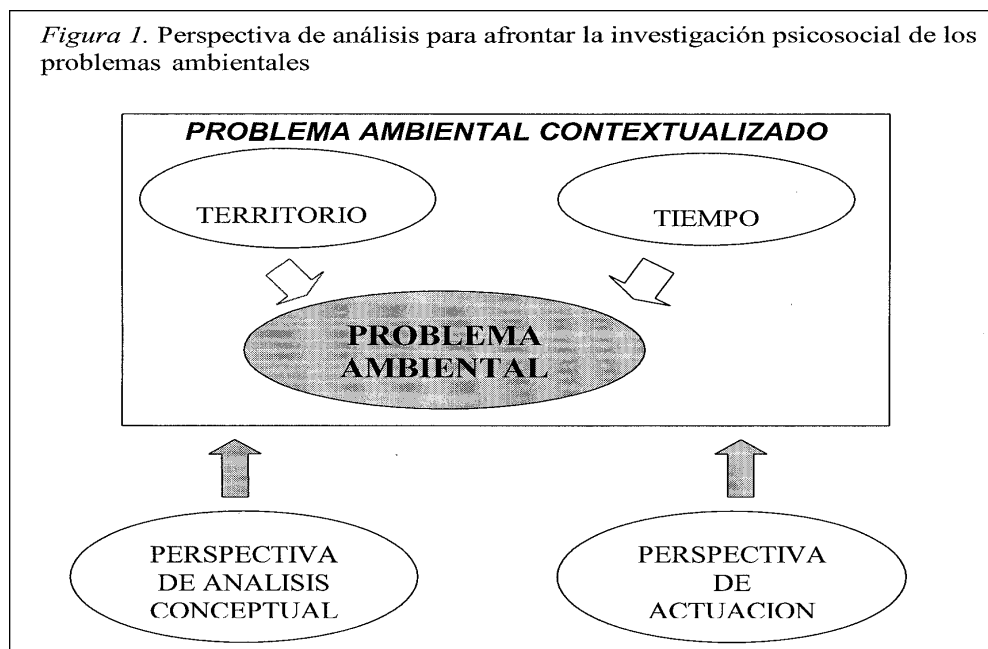 Figura 1. Perspectiva de análisis para afrontar la investigación psicosocial de los
problemas ambientales
PROBLEMA AMBIENTAL CONTEXTUALIZADO
TERRITORIO
TIEMPO
PROBLEMA
AMBIENTAL
PERSPECTIVA
DE ANALISIS
CONCEPTUAL
PERSPECTIVA
DE
ACTUACION